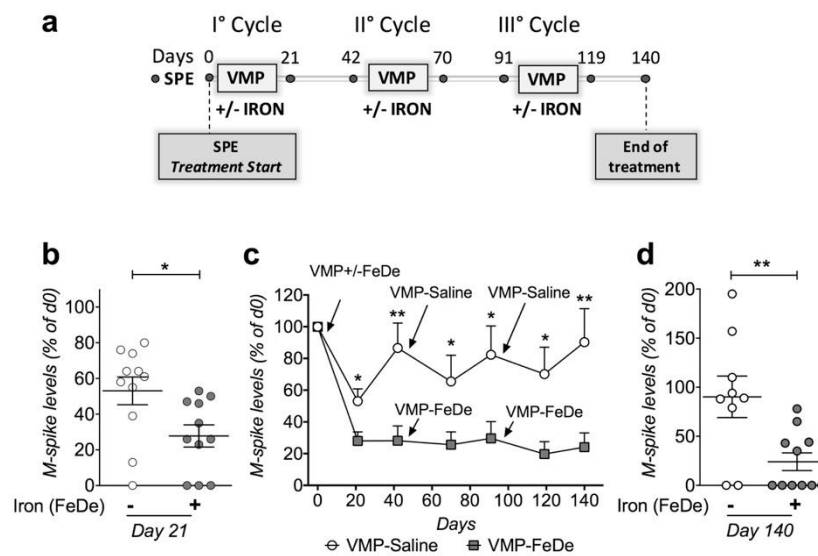 a
I° Cycle II° Cycle III° Cycle
Days 0 21 42 70 91 119 140
SPE VMP VMP VMP
+/- IRON +/- IRON +/- IRON
SPE
Treatment Start
End of
treatment
b
*
M-spike levels (% of d0)
100
80
60
40
20
0
Iron (FeDe) - +
Day 21
c
VMP+/-FeDe
VMP-Saline VMP-Saline
M-spike levels (% of d0)
120
100
80
60
40
20
0
* ** * * * **
VMP-FeDe VMP-FeDe
0 20 40 60 80 100 120 140
Days
VMP-Saline VMP-FeDe
d
**
M-spike levels (% of d0)
200
150
100
50
0
Iron (FeDe) - +
Day 140